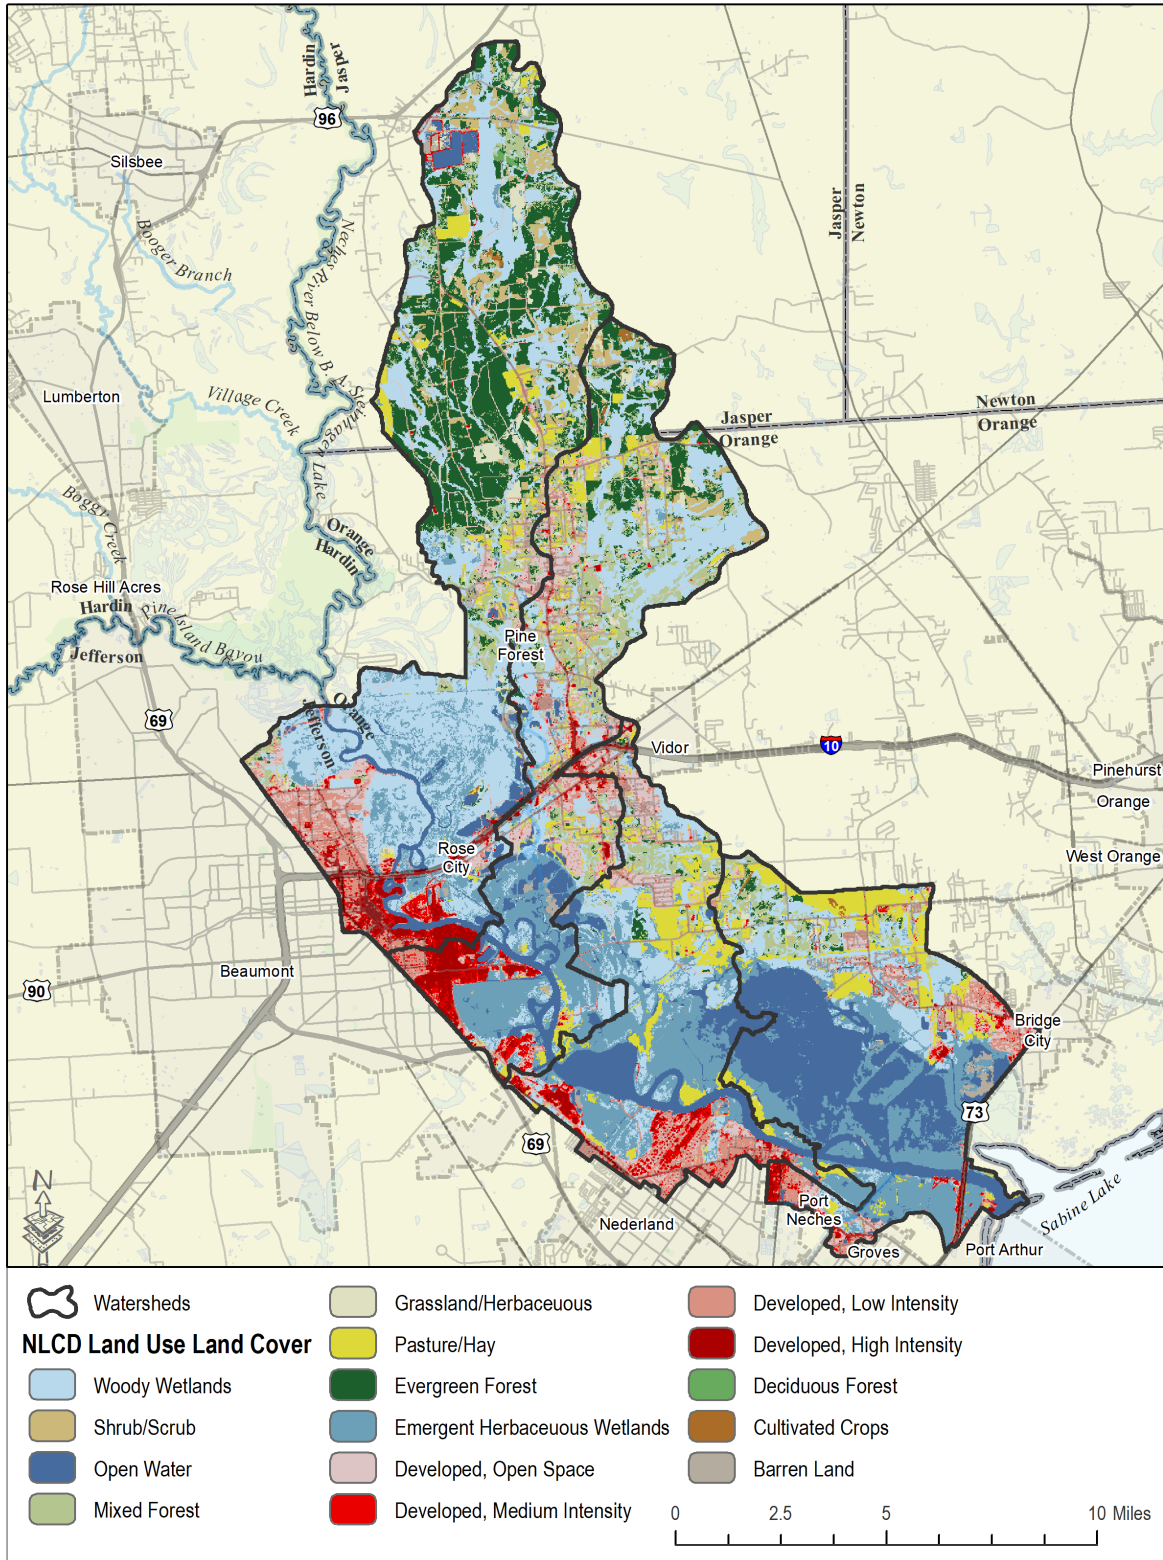 Hardin
Jasper
96
Silsbee
Booger Branch
Neches River Below B. A. Steinhagen Lake
Jasper
Newton
Lumberton
Village Creek
Newton
Orange
Jasper
Orange
Boggy Creek
Orange
Hardin
Rose Hill Acres
Hardin
Pine Island Bayou
Jefferson
Pine
Forest
Orange
Jefferson
69
Vidor
10
Pinehurst
Orange
Rose
City
West Orange
Beaumont
90
Bridge
City
73
69
N
Sabine Lake
Port
Neches
Nederland
Groves
Port Arthur
Watersheds
NLCD Land Use Land Cover
Woody Wetlands
Shrub/Scrub
Open Water
Mixed Forest
Grassland/Herbaceuous
Pasture/Hay
Evergreen Forest
Emergent Herbaceuous Wetlands
Developed, Open Space
Developed, Medium Intensity
Developed, Low Intensity
Developed, High Intensity
Deciduous Forest
Cultivated Crops
Barren Land
0 2.5 5 10 Miles